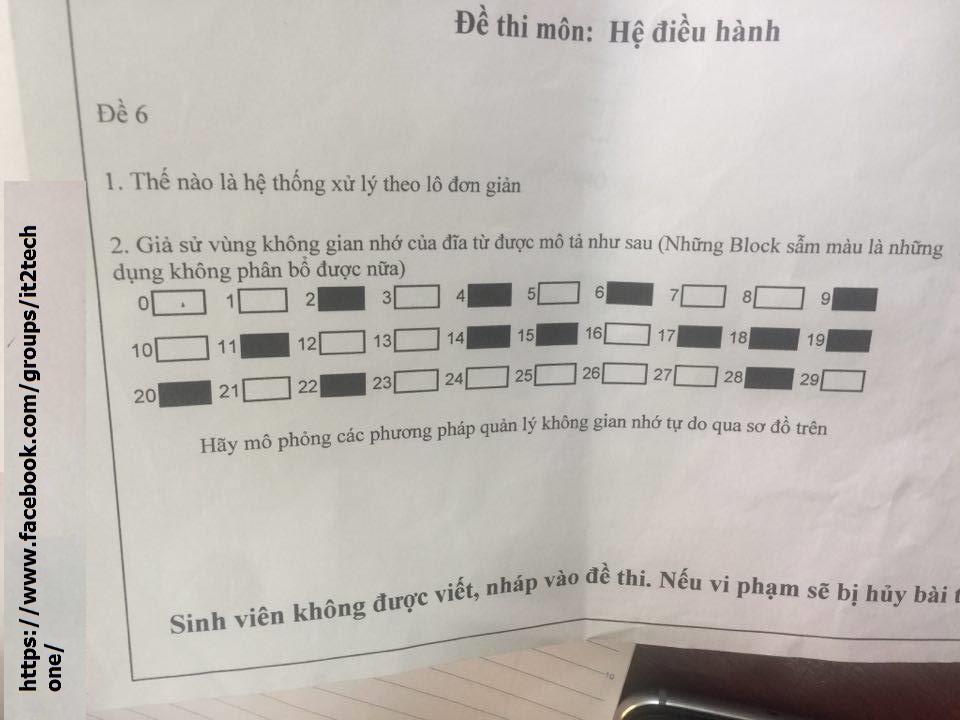 Đề thi môn: Hệ điều hành
Đề 6
1. Thế nào là hệ thống xử lý theo lô đơn giản
2. Giả sử vùng không gian nhớ của đĩa từ được mô tả như sau (Những Block sẫm màu là những
dụng không phân bổ được nữa)
0 1 2 3 4 5 6 7 8 9
10 11 12 13 14 15 16 17 18 19
20 21 22 23 24 25 26 27 28 29
Hãy mô phỏng các phương pháp quản lý không gian nhớ tự do qua sơ đồ trên
Sinh viên không được viết, nháp vào đề thi. Nếu vi phạm sẽ bị hủy bài t
https://www.facebook.com/groups/it2tech
one/
10